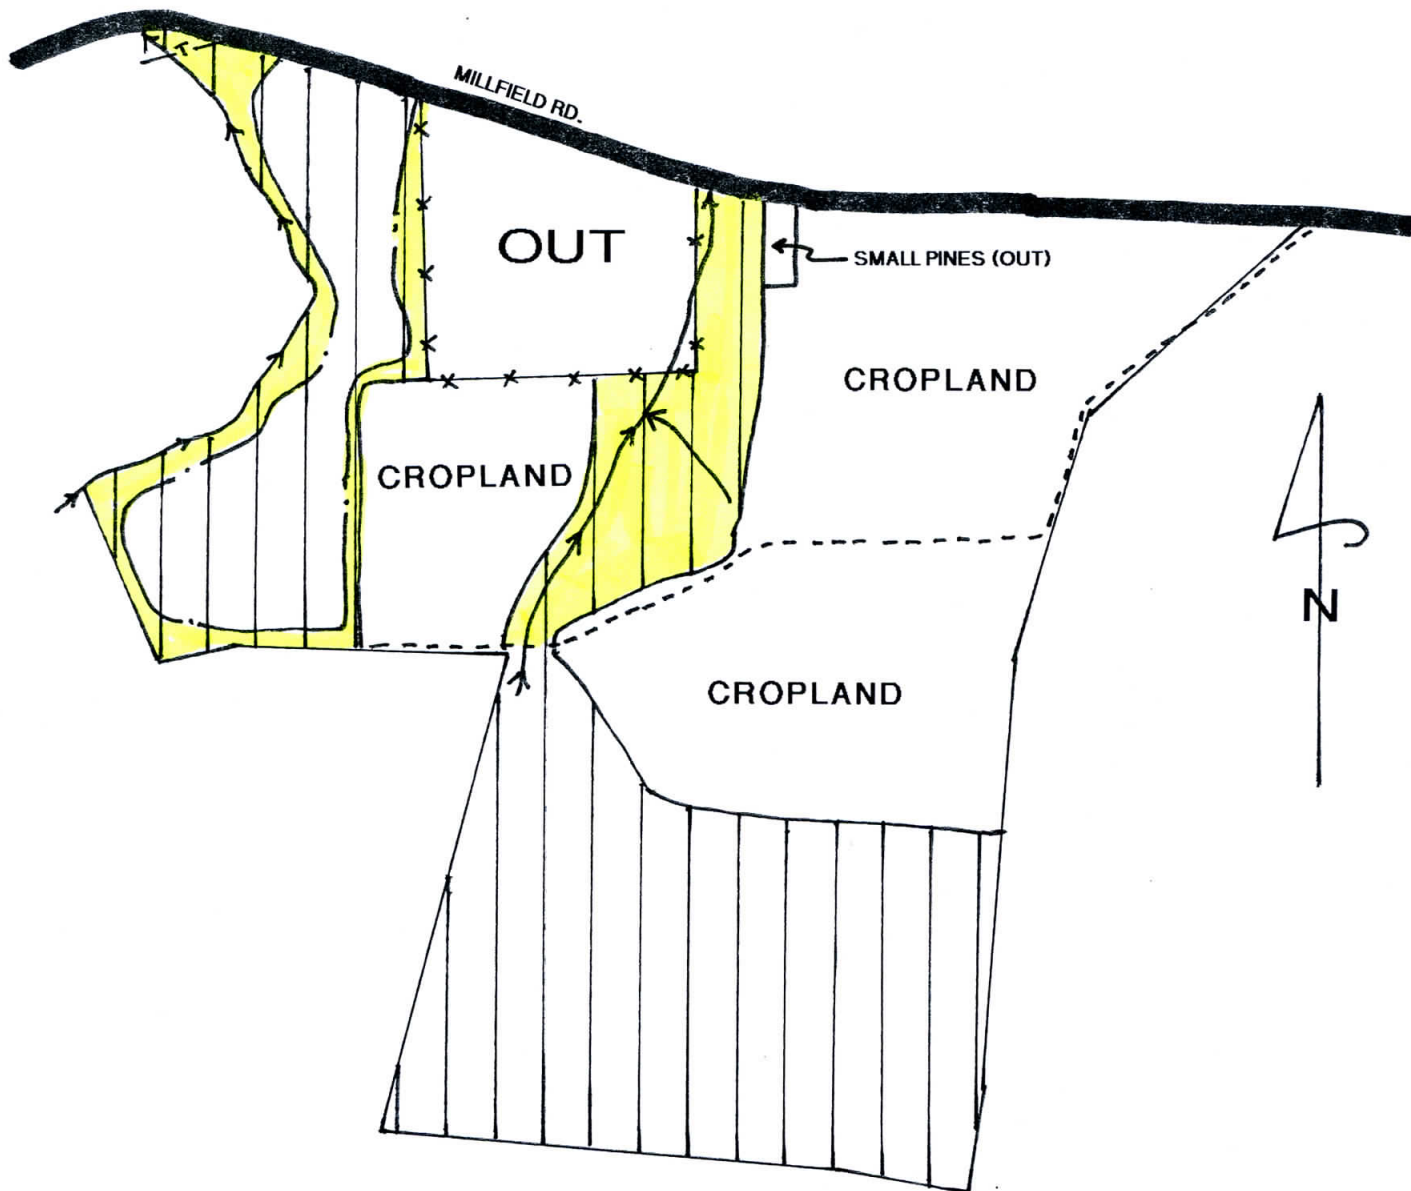 MILLFIELD RD.
OUT
SMALL PINES (OUT)
CROPLAND
CROPLAND
N
CROPLAND